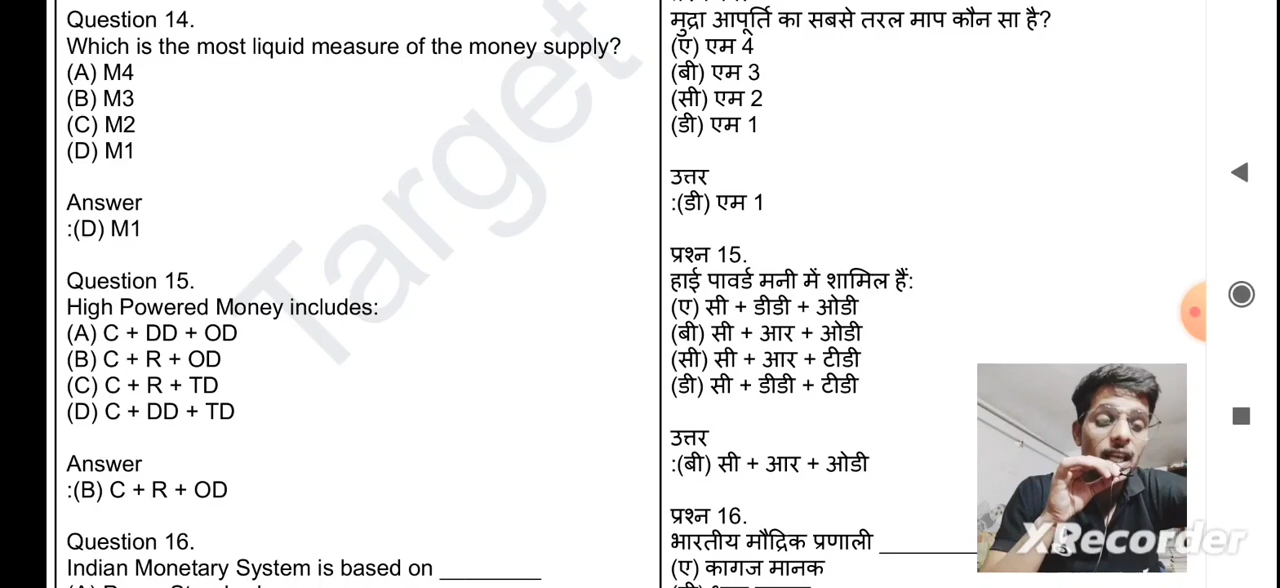 Question 14.
Which is the most liquid measure of the money supply?
(A) M4
(B) M3
(C) M2
(D) M1
Answer
:(D) M1
Question 15.
High Powered Money includes:
(A) C + DD + OD
(B) C + R + OD
(C) C + R + TD
(D) C + DD + TD
Answer
:(B) C + R + OD
Question 16.
Indian Monetary System is based on _________
मुद्रा आपूर्ति का सबसे तरल माप कौन सा है?
(ए) एम 4
(बी) एम 3
(सी) एम 2
(डी) एम 1
उत्तर
:(डी) एम 1
प्रश्न 15.
हाई पावर्ड मनी में शामिल हैं:
(ए) सी + डीडी + ओडी
(बी) सी + आर + ओडी
(सी) सी + आर + टीडी
(डी) सी + डीडी + टीडी
उत्तर
:(बी) सी + आर + ओडी
प्रश्न 16.
भारतीय मौद्रिक प्रणाली _________
(ए) कागज मानक
Target
XRecorder